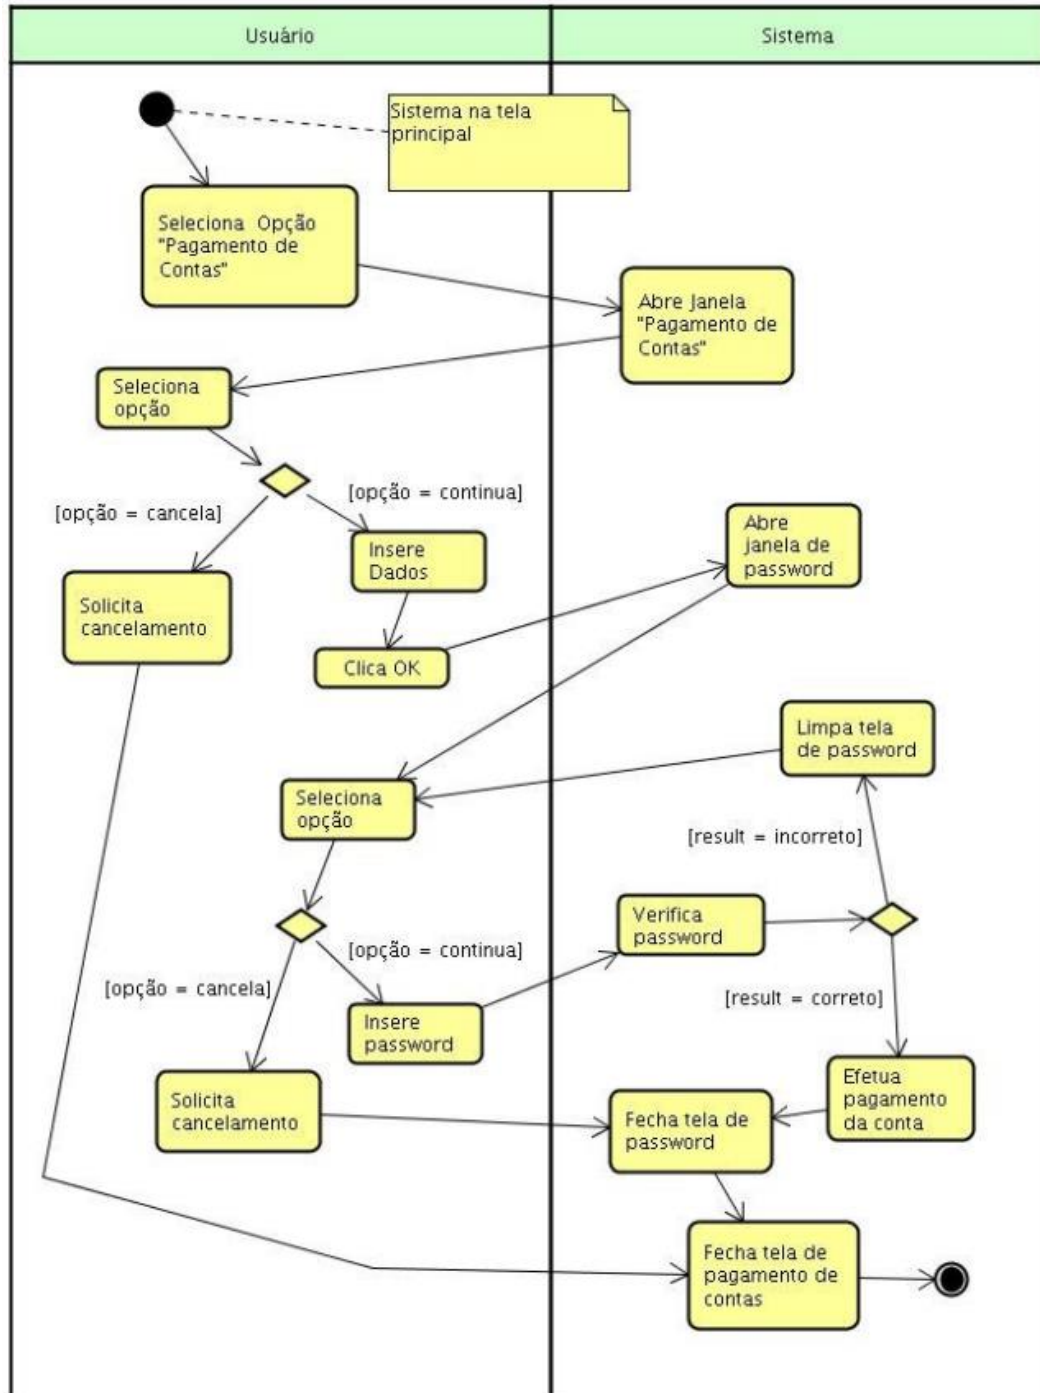 Usuário
Sistema
Sistema na tela
principal
Seleciona Opção
"Pagamento de
Contas"
Abre Janela
"Pagamento de
Contas"
Seleciona
opção
[opção = cancela]
[opção = continua]
Insere
Dados
Abre
janela de
password
Solicita
cancelamento
Clica OK
Limpa tela
de password
Seleciona
opção
[result = incorreto]
Verifica
password
[opção = continua]
[opção = cancela]
[result = correto]
Insere
password
Solicita
cancelamento
Efetua
pagamento
da conta
Fecha tela de
password
Fecha tela de
pagamento de
contas